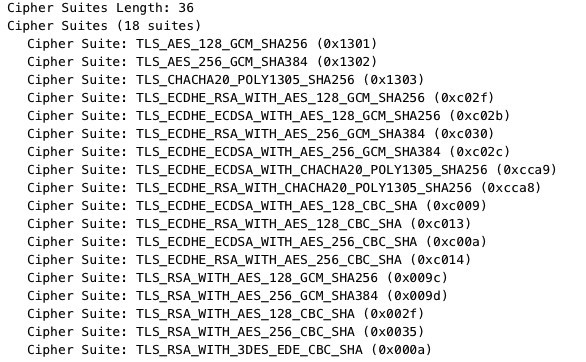 Cipher Suites Length: 36
Cipher Suites (18 suites)
Cipher Suite: TLS_AES_128_GCM_SHA256 (0x1301)
Cipher Suite: TLS_AES_256_GCM_SHA384 (0x1302)
Cipher Suite: TLS_CHACHA20_POLY1305_SHA256 (0x1303)
Cipher Suite: TLS_ECDHE_RSA_WITH_AES_128_GCM_SHA256 (0xc02f)
Cipher Suite: TLS_ECDHE_ECDSA_WITH_AES_128_GCM_SHA256 (0xc02b)
Cipher Suite: TLS_ECDHE_RSA_WITH_AES_256_GCM_SHA384 (0xc030)
Cipher Suite: TLS_ECDHE_ECDSA_WITH_AES_256_GCM_SHA384 (0xc02c)
Cipher Suite: TLS_ECDHE_ECDSA_WITH_CHACHA20_POLY1305_SHA256 (0xcca9)
Cipher Suite: TLS_ECDHE_RSA_WITH_CHACHA20_POLY1305_SHA256 (0xcca8)
Cipher Suite: TLS_ECDHE_ECDSA_WITH_AES_128_CBC_SHA (0xc009)
Cipher Suite: TLS_ECDHE_RSA_WITH_AES_128_CBC_SHA (0xc013)
Cipher Suite: TLS_ECDHE_ECDSA_WITH_AES_256_CBC_SHA (0xc00a)
Cipher Suite: TLS_ECDHE_RSA_WITH_AES_256_CBC_SHA (0xc014)
Cipher Suite: TLS_RSA_WITH_AES_128_GCM_SHA256 (0x009c)
Cipher Suite: TLS_RSA_WITH_AES_256_GCM_SHA384 (0x009d)
Cipher Suite: TLS_RSA_WITH_AES_128_CBC_SHA (0x002f)
Cipher Suite: TLS_RSA_WITH_AES_256_CBC_SHA (0x0035)
Cipher Suite: TLS_RSA_WITH_3DES_EDE_CBC_SHA (0x000a)